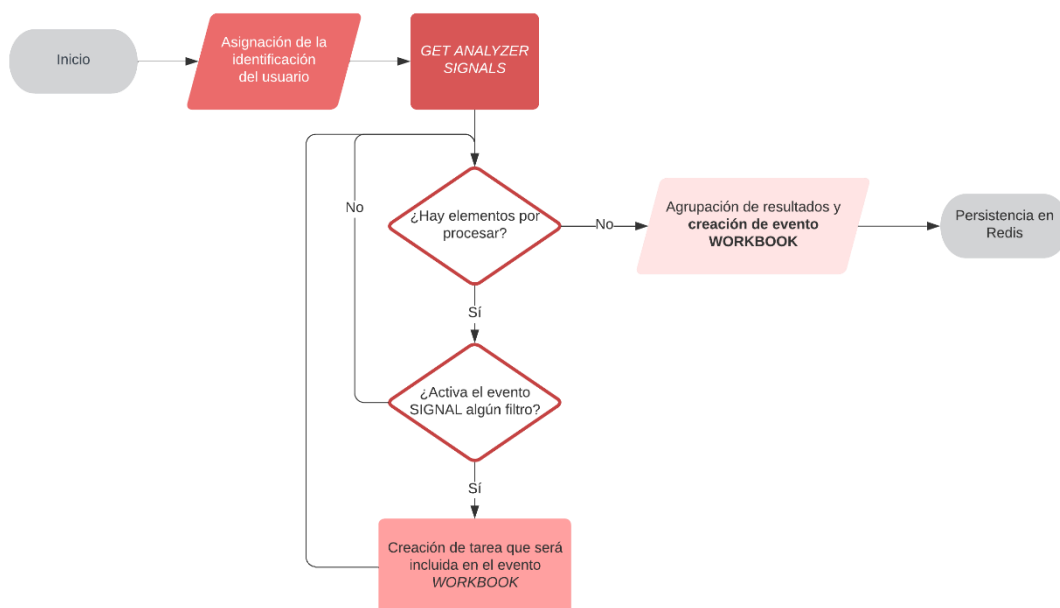 Inicio
Asignación de la
identificación
del usuario
GET ANALYZER
SIGNALS
No
¿Hay elementos por
procesar?
No
Agrupación de resultados y
creación de evento
WORKBOOK
Persistencia en
Redis
Sí
¿Activa el evento
SIGNAL algún filtro?
Sí
Creación de tarea que será
incluida en el evento
WORKBOOK